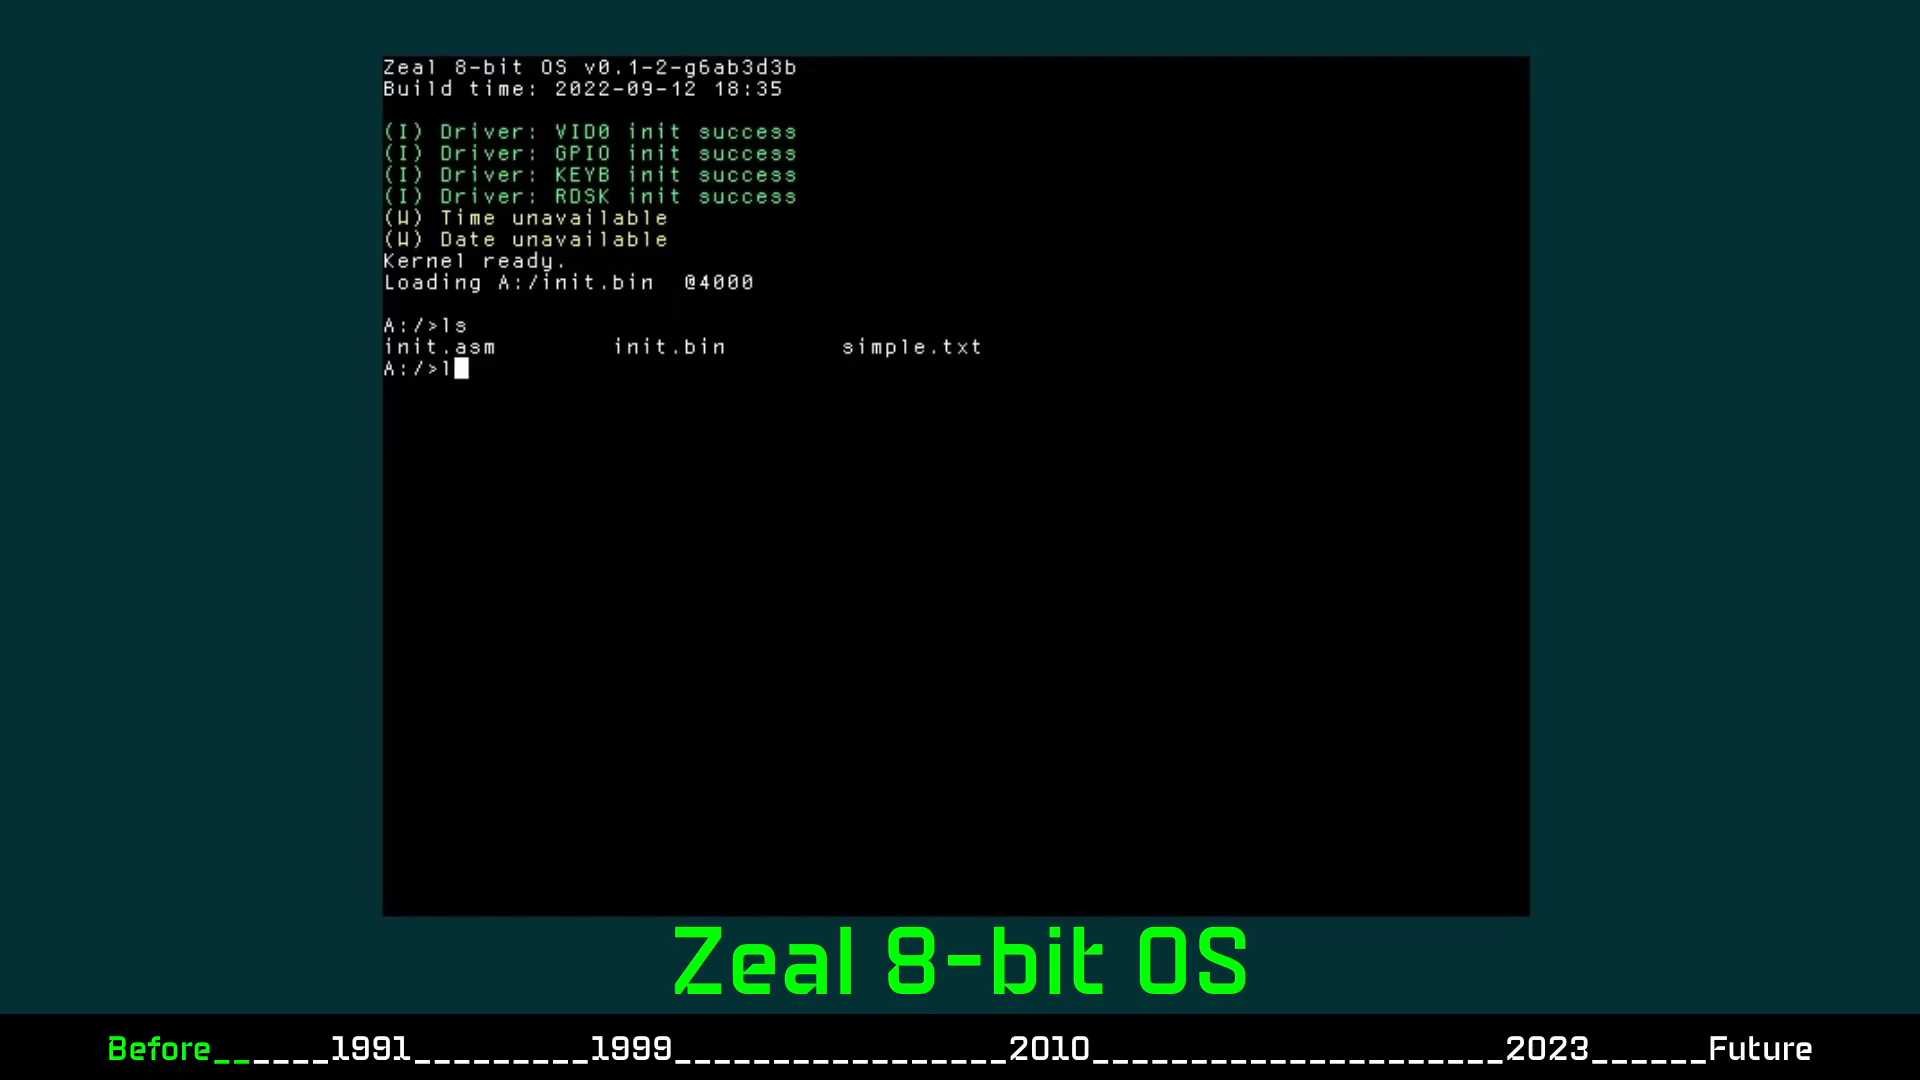 Zeal 8-bit OS v0.1-2-g6ab3d3b
Build time: 2022-09-12 18:35
(I) Driver: VID0 init success
(I) Driver: GPIO init success
(I) Driver: KEYB init success
(I) Driver: RDSK init success
(W) Time unavailable
(W) Date unavailable
Kernel ready.
Loading A:/init.bin @4000
A:/>ls
init.asm init.bin simple.txt
A:/>l
Zeal 8-bit OS
Before______1991_________1999_________________2010_____________________2023______Future